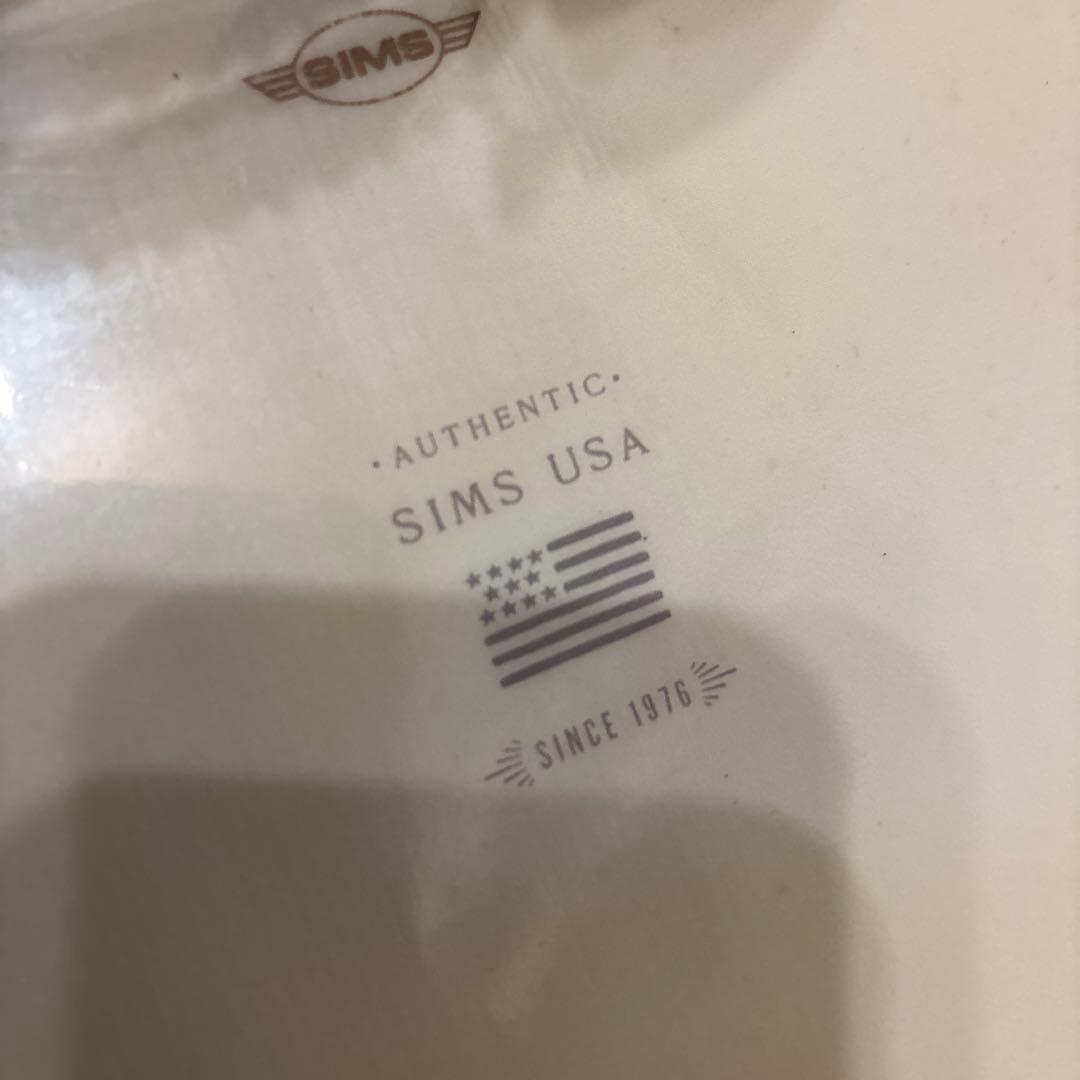 SIMS
·AUTHENTIC·
SIMS USA
SINCE 1976